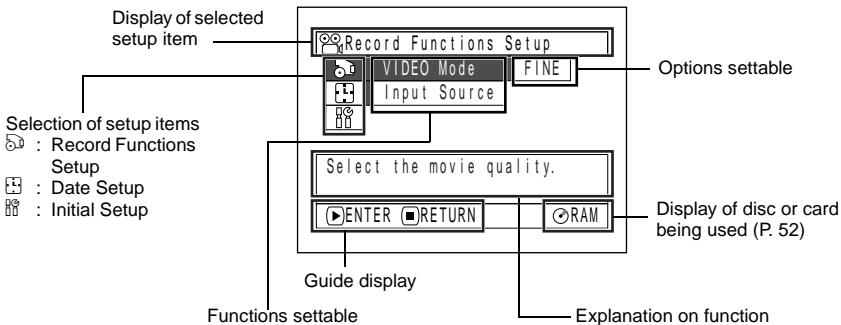 Display of selected
setup item
Record Functions Setup
VIDEO Mode
FINE
Input Source
Options settable
Selection of setup items
: Record Functions
Setup
: Date Setup
: Initial Setup
Select the movie quality.
ENTER RETURN
RAM
Display of disc or card
being used (P. 52)
Guide display
Functions settable
Explanation on function